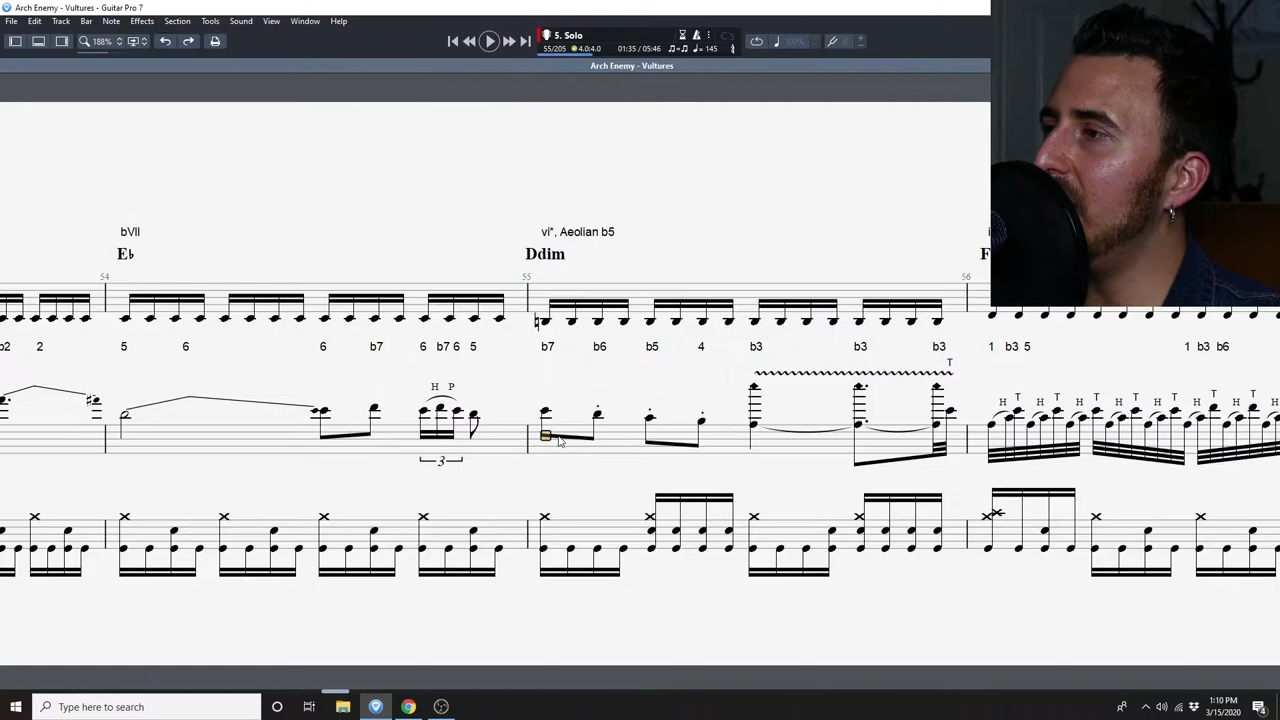 Arch Enemy - Vultures - Guitar Pro 7
File Edit Track Bar Note Effects Section Tools Sound View Window Help
188%
5. Solo
55/205 4.0:4.0 01:35 / 05:46 = 145
100%
Arch Enemy - Vultures
bVII vi*, Aeolian b5
E♭ Ddim F
54 55 56
b2 2 5 6 6 b7 6 b7 6 5 b7 b6 b5 4 b3 b3 b3 1 b3 5 1 b3 b6
T
H P H T H T H T H T H T H T
3
Type here to search
1:10 PM
3/15/2020
4